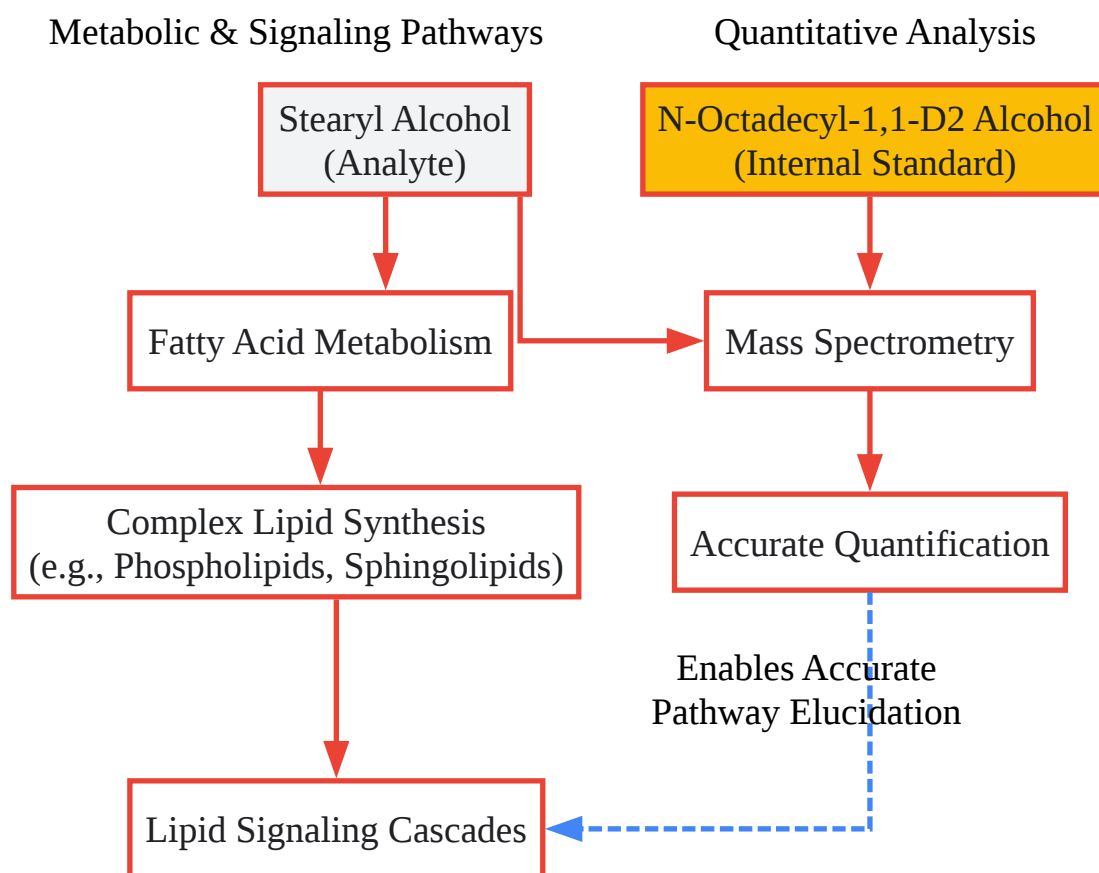 Metabolic & Signaling Pathways
Quantitative Analysis
Stearyl Alcohol
(Analyte)
N-Octadecyl-1,1-D2 Alcohol
(Internal Standard)
Fatty Acid Metabolism
Mass Spectrometry
Complex Lipid Synthesis
(e.g., Phospholipids, Sphingolipids)
Accurate Quantification
Enables Accurate
Pathway Elucidation
Lipid Signaling Cascades